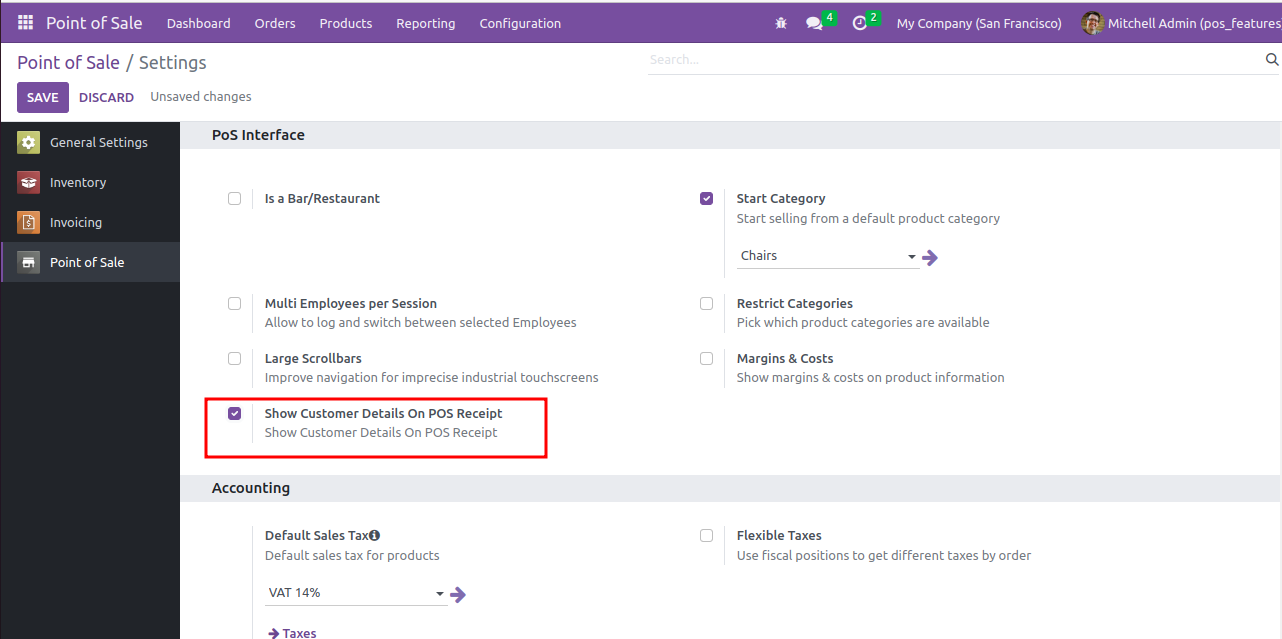 Point of Sale Dashboard Orders Products Reporting Configuration 4 2 My Company (San Francisco) Mitchell Admin (pos_features
Point of Sale / Settings
Search...
SAVE DISCARD Unsaved changes
General Settings
Inventory
Invoicing
Point of Sale
PoS Interface
Is a Bar/Restaurant
Start Category
Start selling from a default product category
Chairs
Multi Employees per Session
Allow to log and switch between selected Employees
Restrict Categories
Pick which product categories are available
Large Scrollbars
Improve navigation for imprecise industrial touchscreens
Margins & Costs
Show margins & costs on product information
Show Customer Details On POS Receipt
Show Customer Details On POS Receipt
Accounting
Default Sales Tax
Default sales tax for products
VAT 14%
Taxes
Flexible Taxes
Use fiscal positions to get different taxes by order